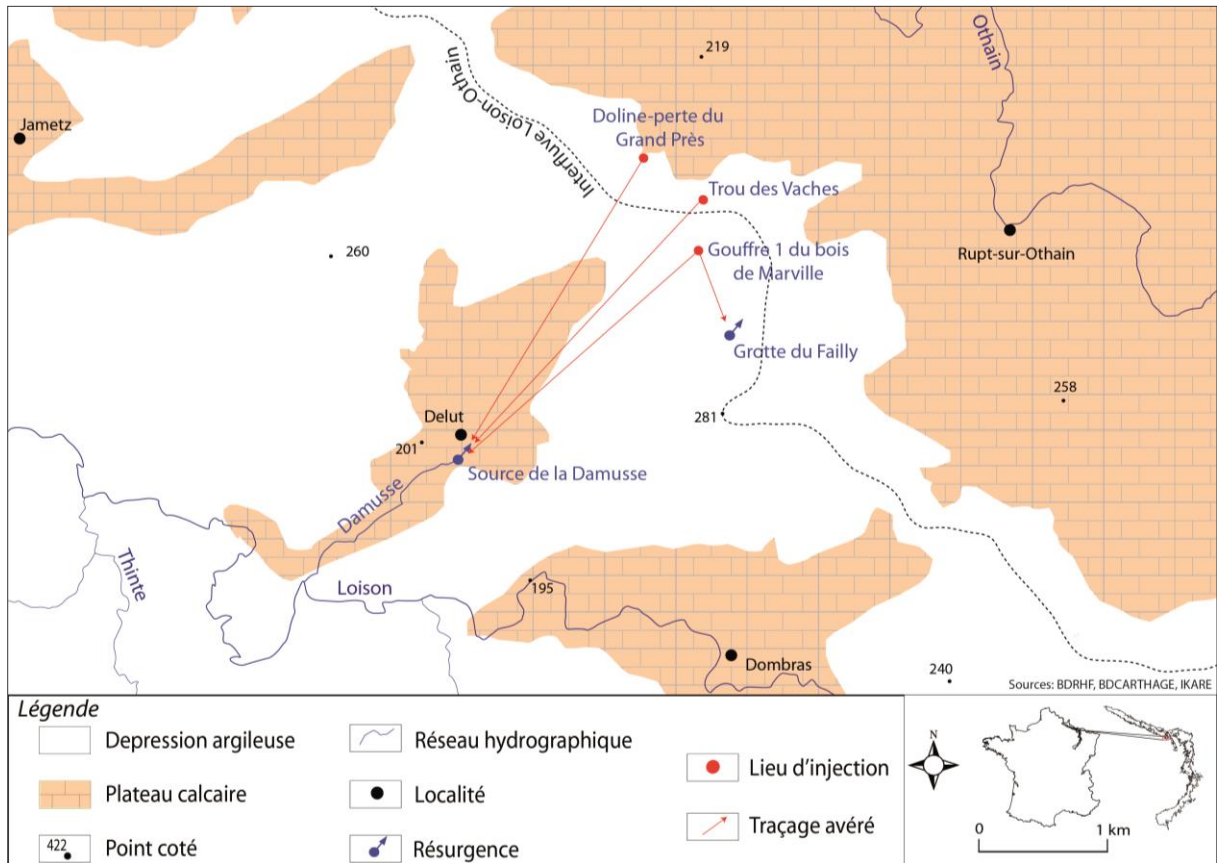 219
Othain
Interfluve Loison-Othain
Jametz
Doline-perte du
Grand Près
Trou des Vaches
260
Gouffre 1 du bois
de Marville
Rupt-sur-Othain
Grotte du Failly
258
281
Delut
201
Source de la Damusse
Damusse
Thinte
Loison
195
Dombras
240
Sources: BDRHF, BDCARTHAGE, IKARE
Légende
Depression argileuse
Réseau hydrographique
Lieu d'injection
Plateau calcaire
Localité
Traçage avéré
422
Point coté
Résurgence
N
0
1 km